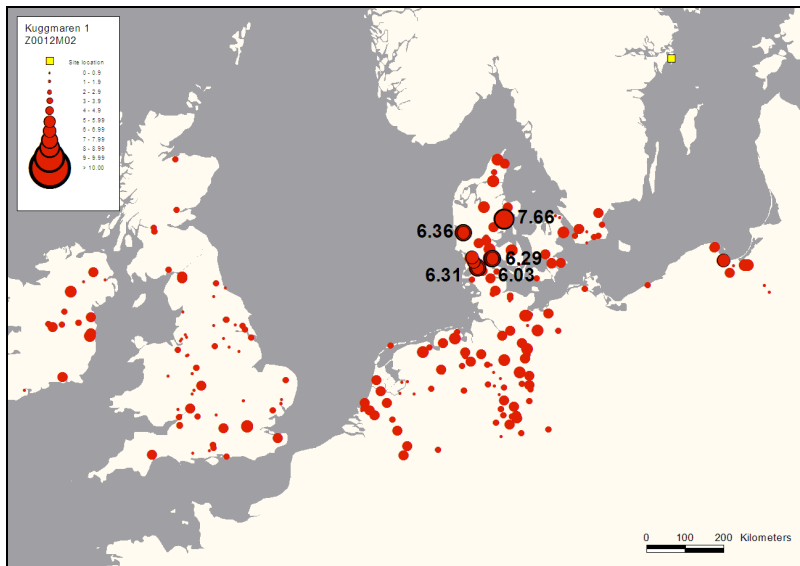 Kuggmaren 1
Z0012M02
Site location
0 - 0.9
1 - 1.9
2 - 2.9
3 - 3.9
4 - 4.9
5 - 5.99
6 - 6.99
7 - 7.99
8 - 8.99
9 - 9.99
> 10.00
7.66
6.36
6.29
6.31
6.03
0 100 200 Kilometers